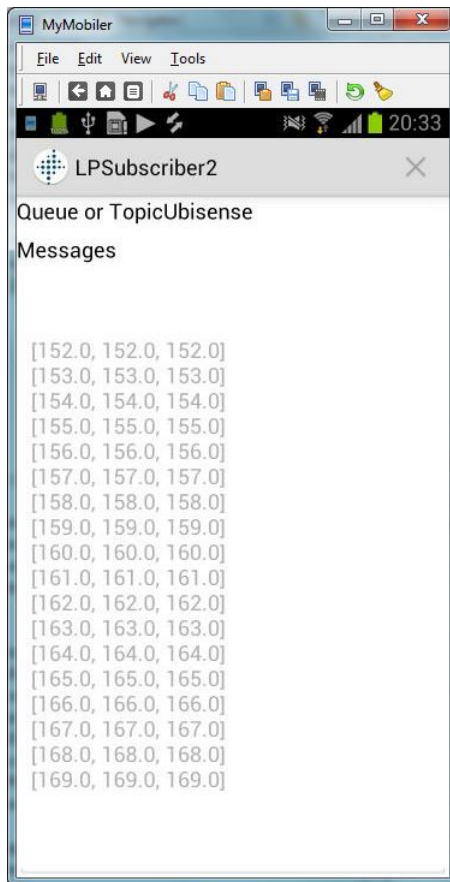 MyMobiler
File Edit View Tools
20:33
LPSubscriber2
Queue or TopicUbisense
Messages
[152.0, 152.0, 152.0]
[153.0, 153.0, 153.0]
[154.0, 154.0, 154.0]
[155.0, 155.0, 155.0]
[156.0, 156.0, 156.0]
[157.0, 157.0, 157.0]
[158.0, 158.0, 158.0]
[159.0, 159.0, 159.0]
[160.0, 160.0, 160.0]
[161.0, 161.0, 161.0]
[162.0, 162.0, 162.0]
[163.0, 163.0, 163.0]
[164.0, 164.0, 164.0]
[165.0, 165.0, 165.0]
[166.0, 166.0, 166.0]
[167.0, 167.0, 167.0]
[168.0, 168.0, 168.0]
[169.0, 169.0, 169.0]